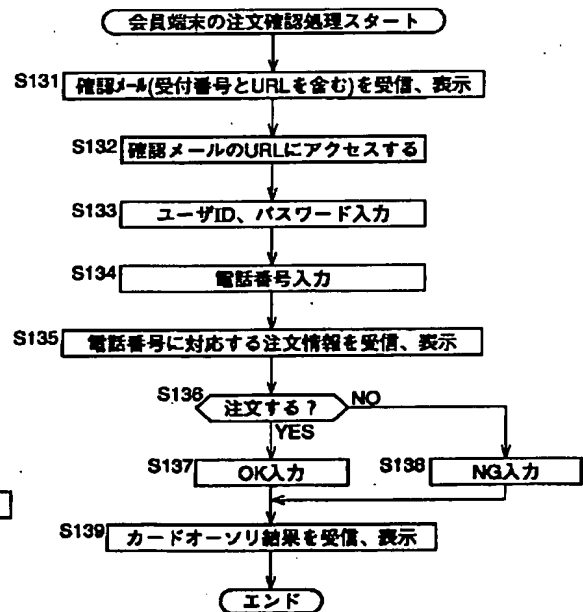 会員端末の注文確認処理スタート
S131 確認メール(受付番号とURLを含む)を受信、表示
S132 確認メールのURLにアクセスする
S133 ユーザID、パスワード入力
S134 電話番号入力
S135 電話番号に対応する注文情報を受信、表示
S136 注文する? NO
YES
S137 OK入力 S138 NG入力
S139 カードオーソリ結果を受信、表示
エンド